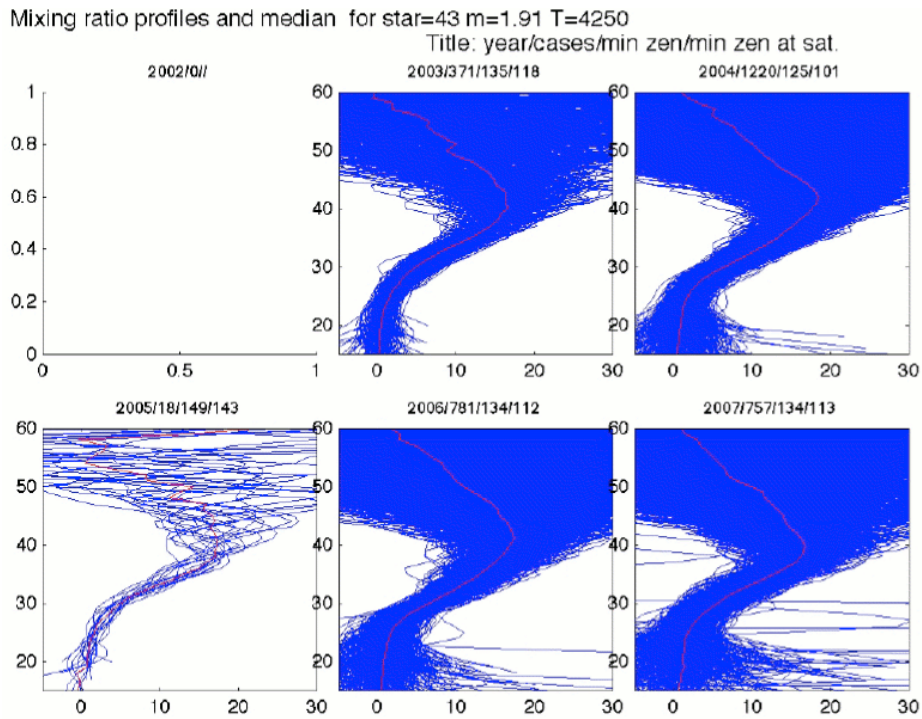 Mixing ratio profiles and median for star=43 m=1.91 T=4250
Title: year/cases/min zen/min zen at sat.
2002/0// 2003/371/135/118 2004/1220/125/101
1 60 60
0.8 50 50
0.6 40 40
0.4 30 30
0.2 20 20
0
0 0.5 1 0 10 20 30 0 10 20 30
2005/18/149/143 2006/781/134/112 2007/757/134/113
60 60 60
50 50 50
40 40 40
30 30 30
20 20 20
0 10 20 30 0 10 20 30 0 10 20 30